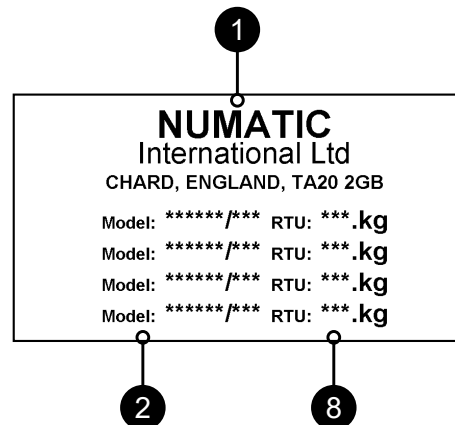 1
NUMATIC
International Ltd
CHARD, ENGLAND, TA20 2GB
Model: ******/*** RTU: ***.kg
Model: ******/*** RTU: ***.kg
Model: ******/*** RTU: ***.kg
Model: ******/*** RTU: ***.kg
2 8